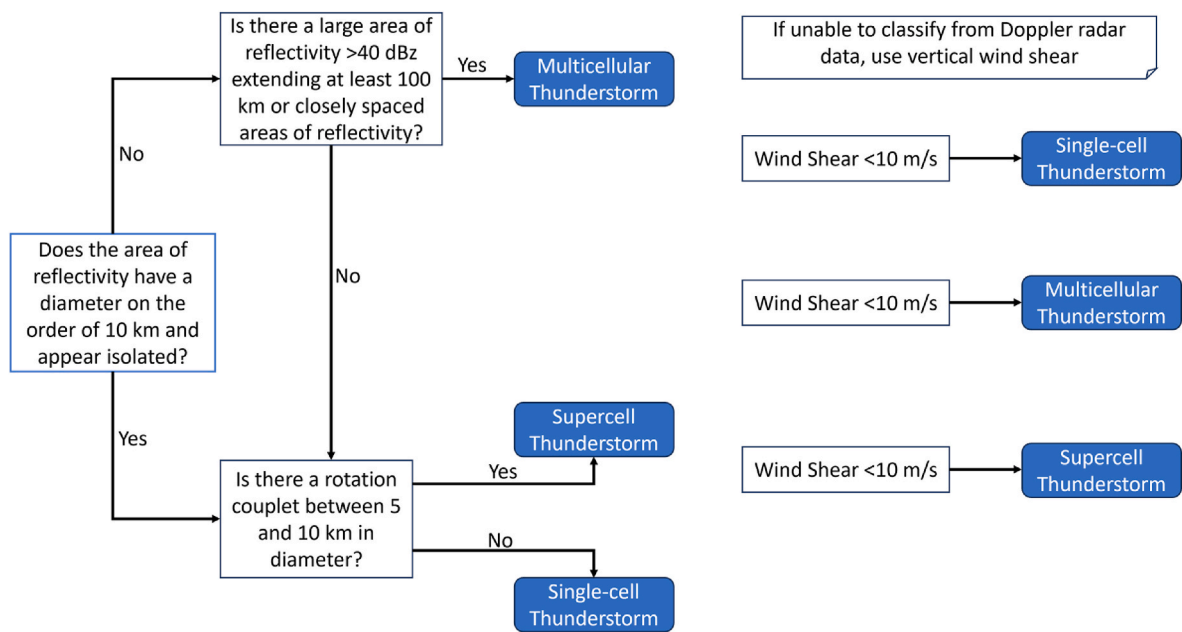 Is there a large area of
reflectivity >40 dBz
extending at least 100
km or closely spaced
areas of reflectivity?
Yes
Multicellular
Thunderstorm
No
Does the area of
reflectivity have a
diameter on the
order of 10 km and
appear isolated?
No
Yes
Is there a rotation
couplet between 5
and 10 km in
diameter?
Yes
Supercell
Thunderstorm
No
Single-cell
Thunderstorm
If unable to classify from Doppler radar
data, use vertical wind shear
Wind Shear <10 m/s
Single-cell
Thunderstorm
Wind Shear <10 m/s
Multicellular
Thunderstorm
Wind Shear <10 m/s
Supercell
Thunderstorm